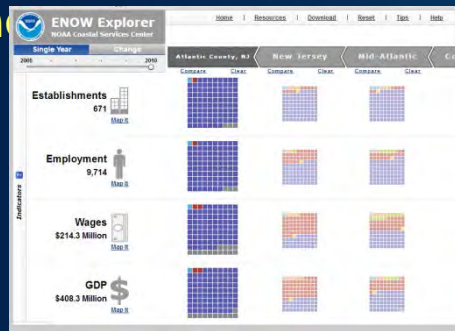 ENOW Explorer
NOAA Coastal Services Center
Home | Resources | Download | Reset | Tips | Help
Single Year
Change
2005
2010
Atlantic County, NJ
New Jersey
Mid-Atlantic
Compare Clear Compare Clear Compare Clear
Establishments
671
Map it
Employment
9,714
Map it
Indicators
Wages
$214.3 Million
Map it
GDP
$408.3 Million
Map it